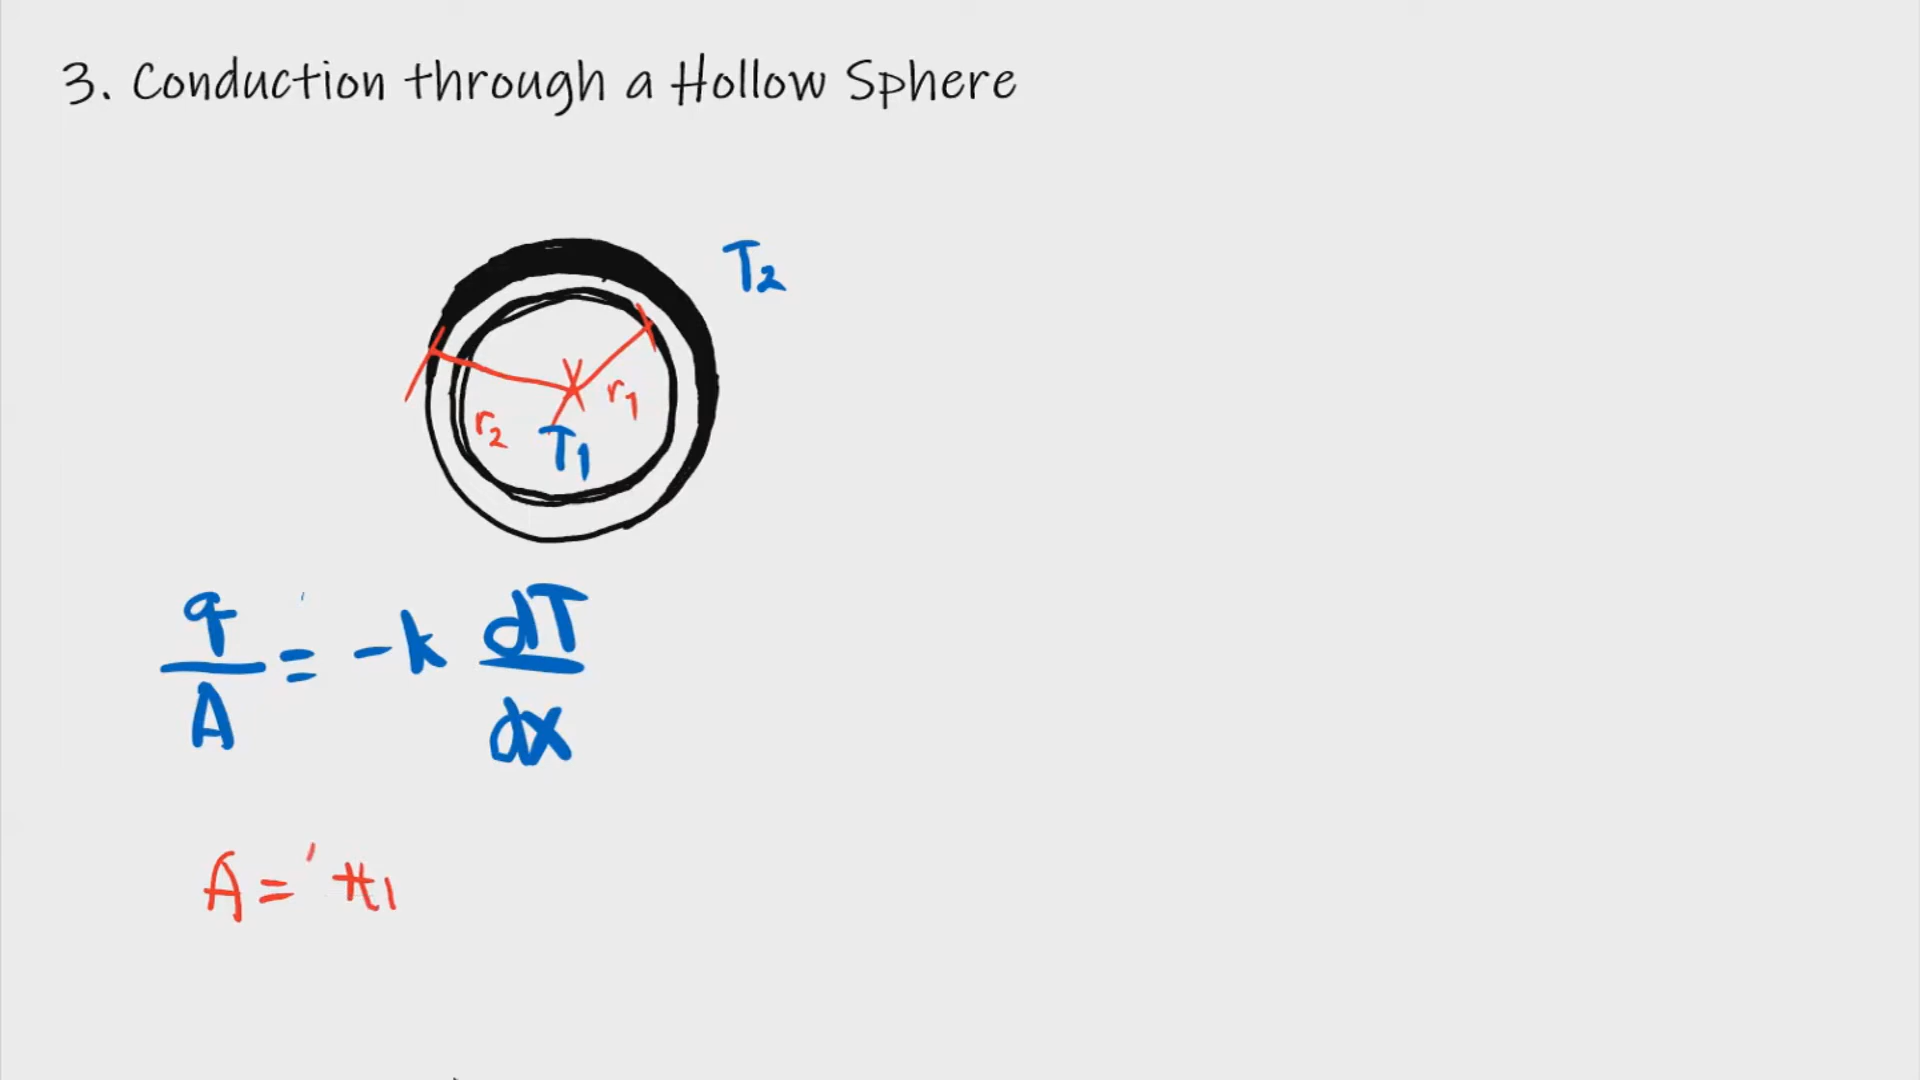 3. Conduction through a Hollow Sphere
T2
r1
r2
T1
q/A = -k dT/dx
A = π